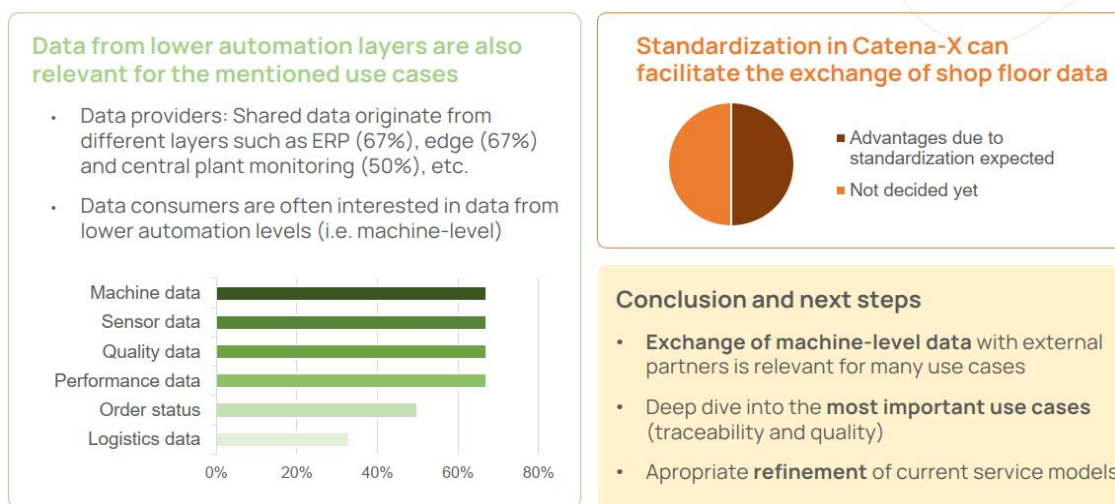 Data from lower automation layers are also
relevant for the mentioned use cases
• Data providers: Shared data originate from
different layers such as ERP (67%), edge (67%)
and central plant monitoring (50%), etc.
• Data consumers are often interested in data from
lower automation levels (i.e. machine-level)
Machine data
Sensor data
Quality data
Performance data
Order status
Logistics data
0% 20% 40% 60% 80%
Standardization in Catena-X can
facilitate the exchange of shop floor data
Advantages due to
standardization expected
Not decided yet
Conclusion and next steps
• Exchange of machine-level data with external
partners is relevant for many use cases
• Deep dive into the most important use cases
(traceability and quality)
• Apropriate refinement of current service models